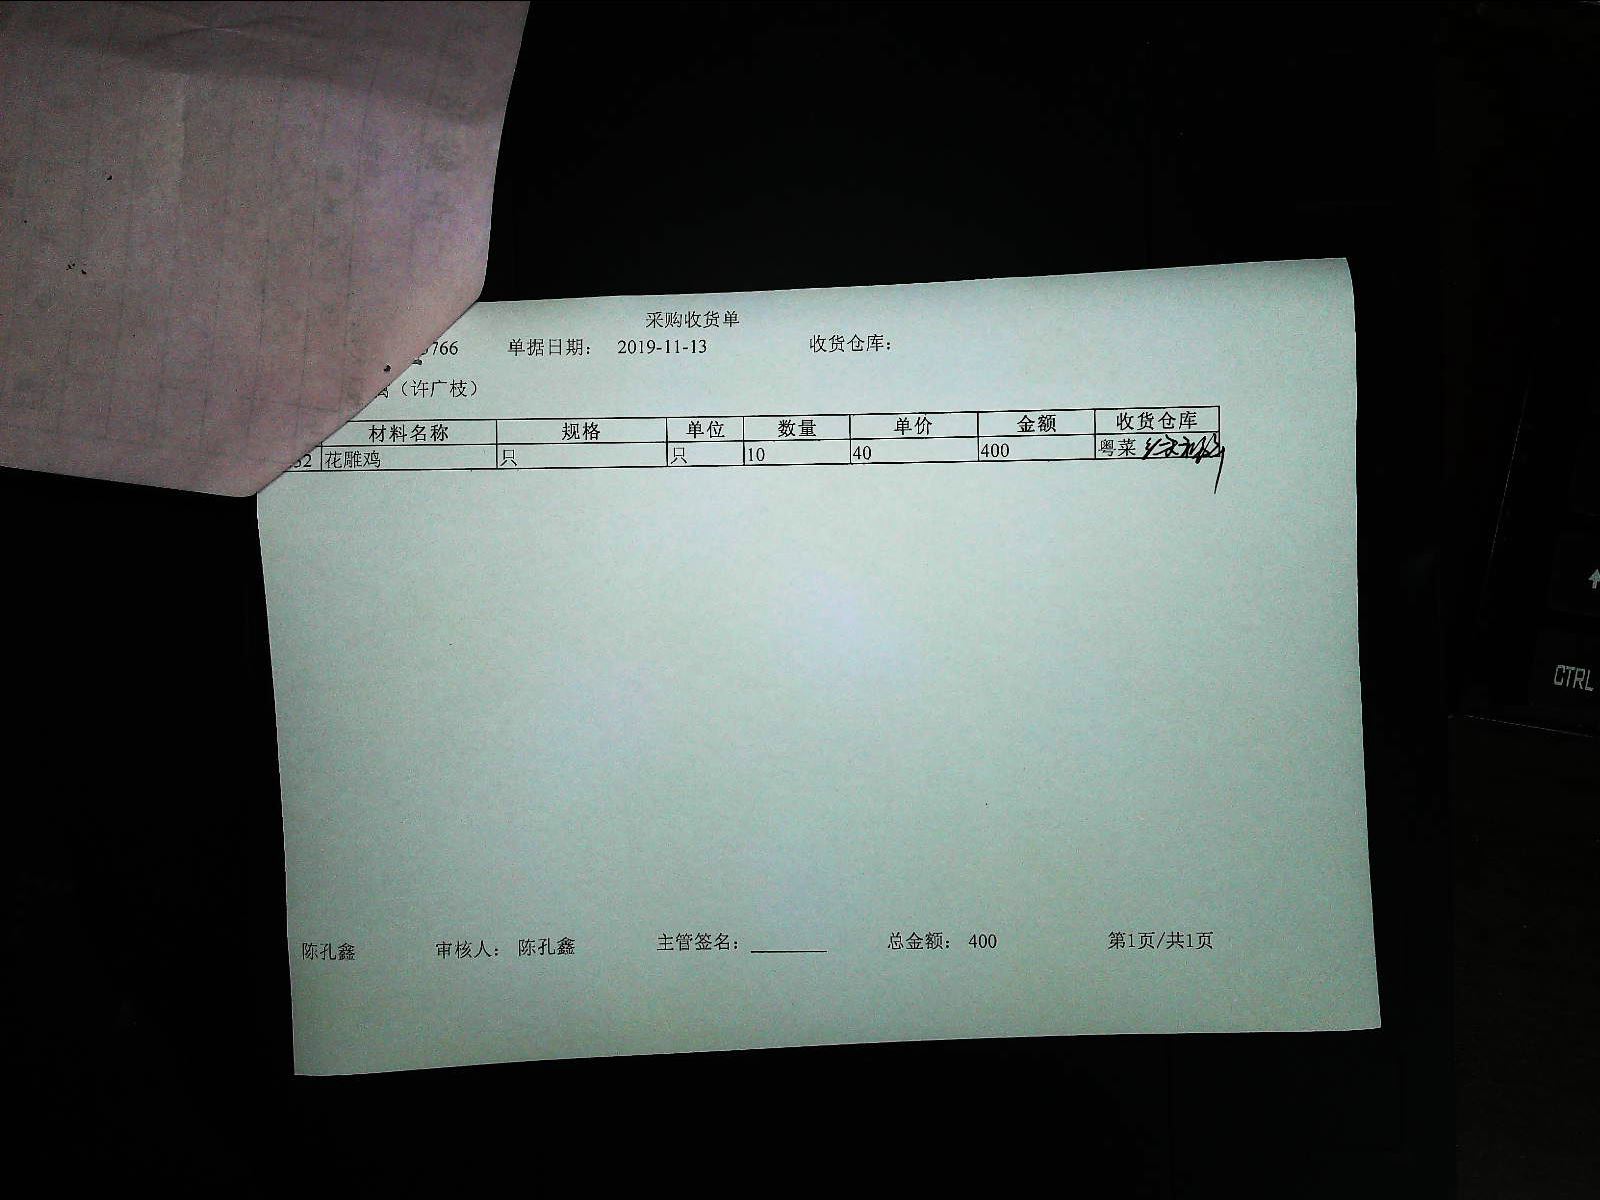 采购收货单
766 单据日期： 2019-11-13 收货仓库：
（许广枝）
材料名称 规格 单位 数量 单价 金额 收货仓库
32 花雕鸡 只 只 10 40 400 粤菜
陈孔鑫 审核人： 陈孔鑫 主管签名： 总金额： 400 第1页/共1页
CTRL